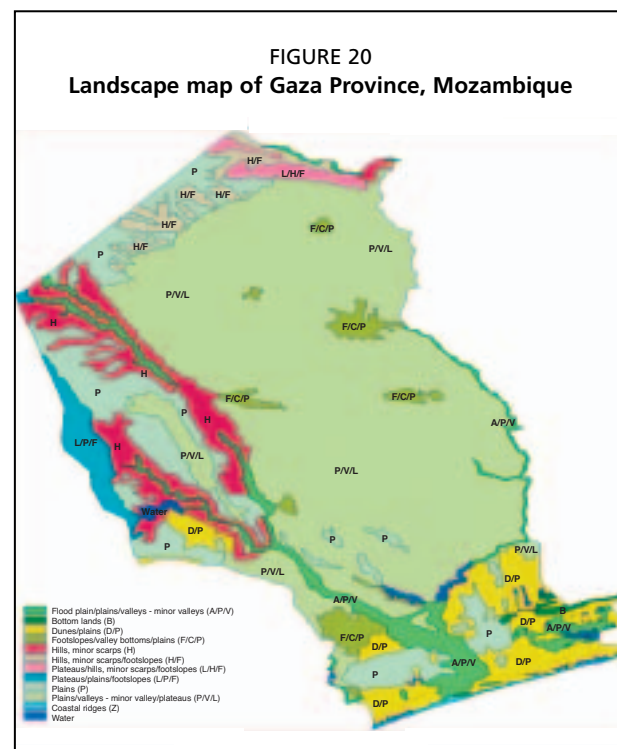 FIGURE 20
Landscape map of Gaza Province, Mozambique
H/F
P
L/H/F
H/F
H/F
H/F
F/C/P
H/F
P
P/V/L
P/V/L
H
F/C/P
H
P
F/C/P
F/C/P
P
H
A/P/V
L/P/F
H
P/V/L
P/V/L
Water
D/P
P
P
P
P/V/L
P/V/L
D/P
A/P/V
B
D/P
A/P/V
F/C/P
D/P
P
A/P/V
D/P
P
D/P
Flood plain/plains/valleys - minor valleys (A/P/V)
Bottom lands (B)
Dunes/plains (D/P)
Footslopes/valley bottoms/plains (F/C/P)
Hills, minor scarps (H)
Hills, minor scarps/footslopes (H/F)
Plateaus/hills, minor scarps/footslopes (L/H/F)
Plateaus/plains/footslopes (L/P/F)
Plains (P)
Plains/valleys - minor valley/plateaus (P/V/L)
Coastal ridges (Z)
Water